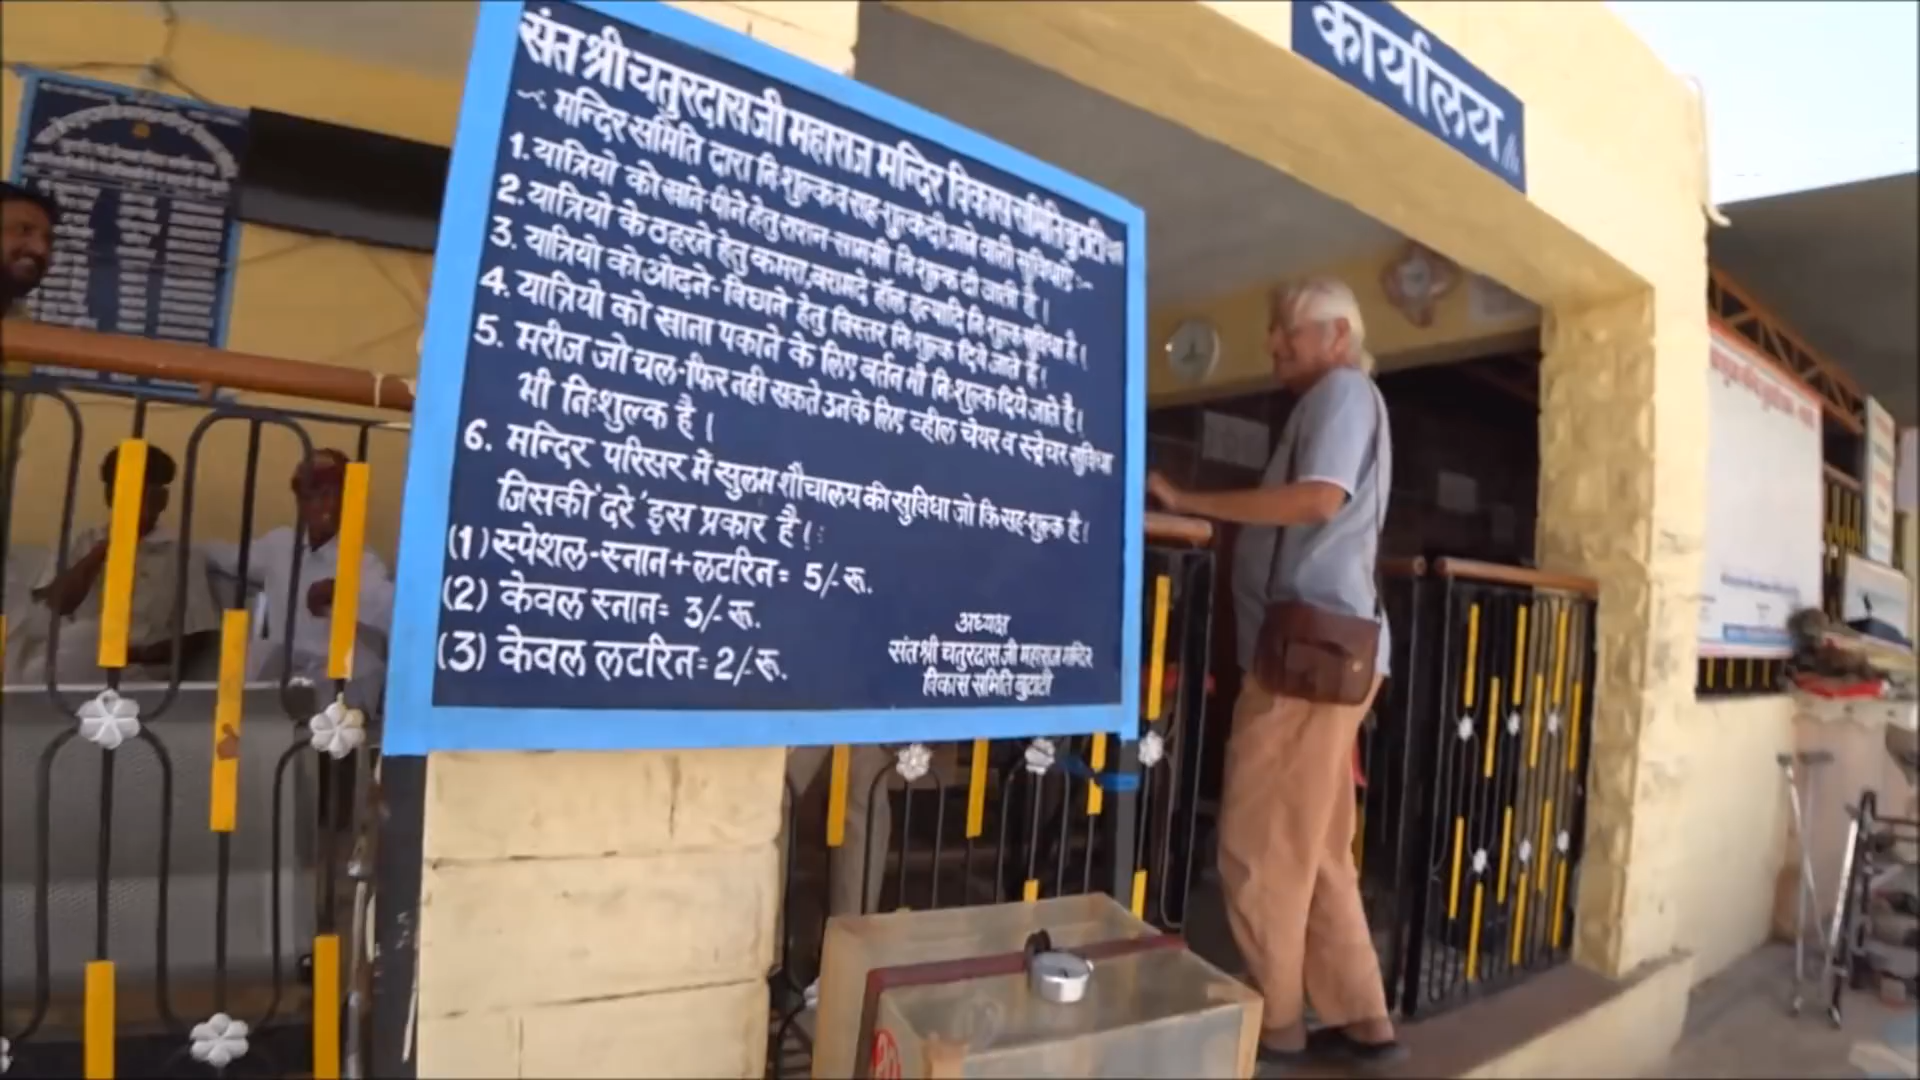 संत श्री चतुरदास जी महाराज मन्दिर विकास समिति बुटाटी
मन्दिर समिति द्वारा निःशुल्क व सह-शुल्क दी जाने वाली सुविधाऐं :-
1. यात्रियो को खाने-पीने हेतु राशन-सामग्री निःशुल्क दी जाती है।
2. यात्रियो के ठहरने हेतु कमरा, बरामदे हॉल इत्यादि निःशुल्क सुविधा है।
3. यात्रियो को ओढने-बिछाने हेतु बिस्तर निःशुल्क दिये जाते है।
4. यात्रियो को खाना पकाने के लिए बर्तन भी निःशुल्क दिये जाते है।
5. मरीज जो चल-फिर नही सकते उनके लिए व्हील चेयर व स्ट्रेचर सुविधा
भी निःशुल्क है।
6. मन्दिर परिसर में सुलभ शौचालय की सुविधा जो कि सह-शुल्क है।
जिसकी 'दरे' इस प्रकार है।:
(1) स्पेशल-स्नान+लटरिन= 5/-रू.
(2) केवल स्नान= 3/-रू.
(3) केवल लटरिन=2/-रू.
अध्यक्ष
संत श्री चतुरदास जी महाराज मन्दिर
विकास समिति बुटाटी
कार्यालय